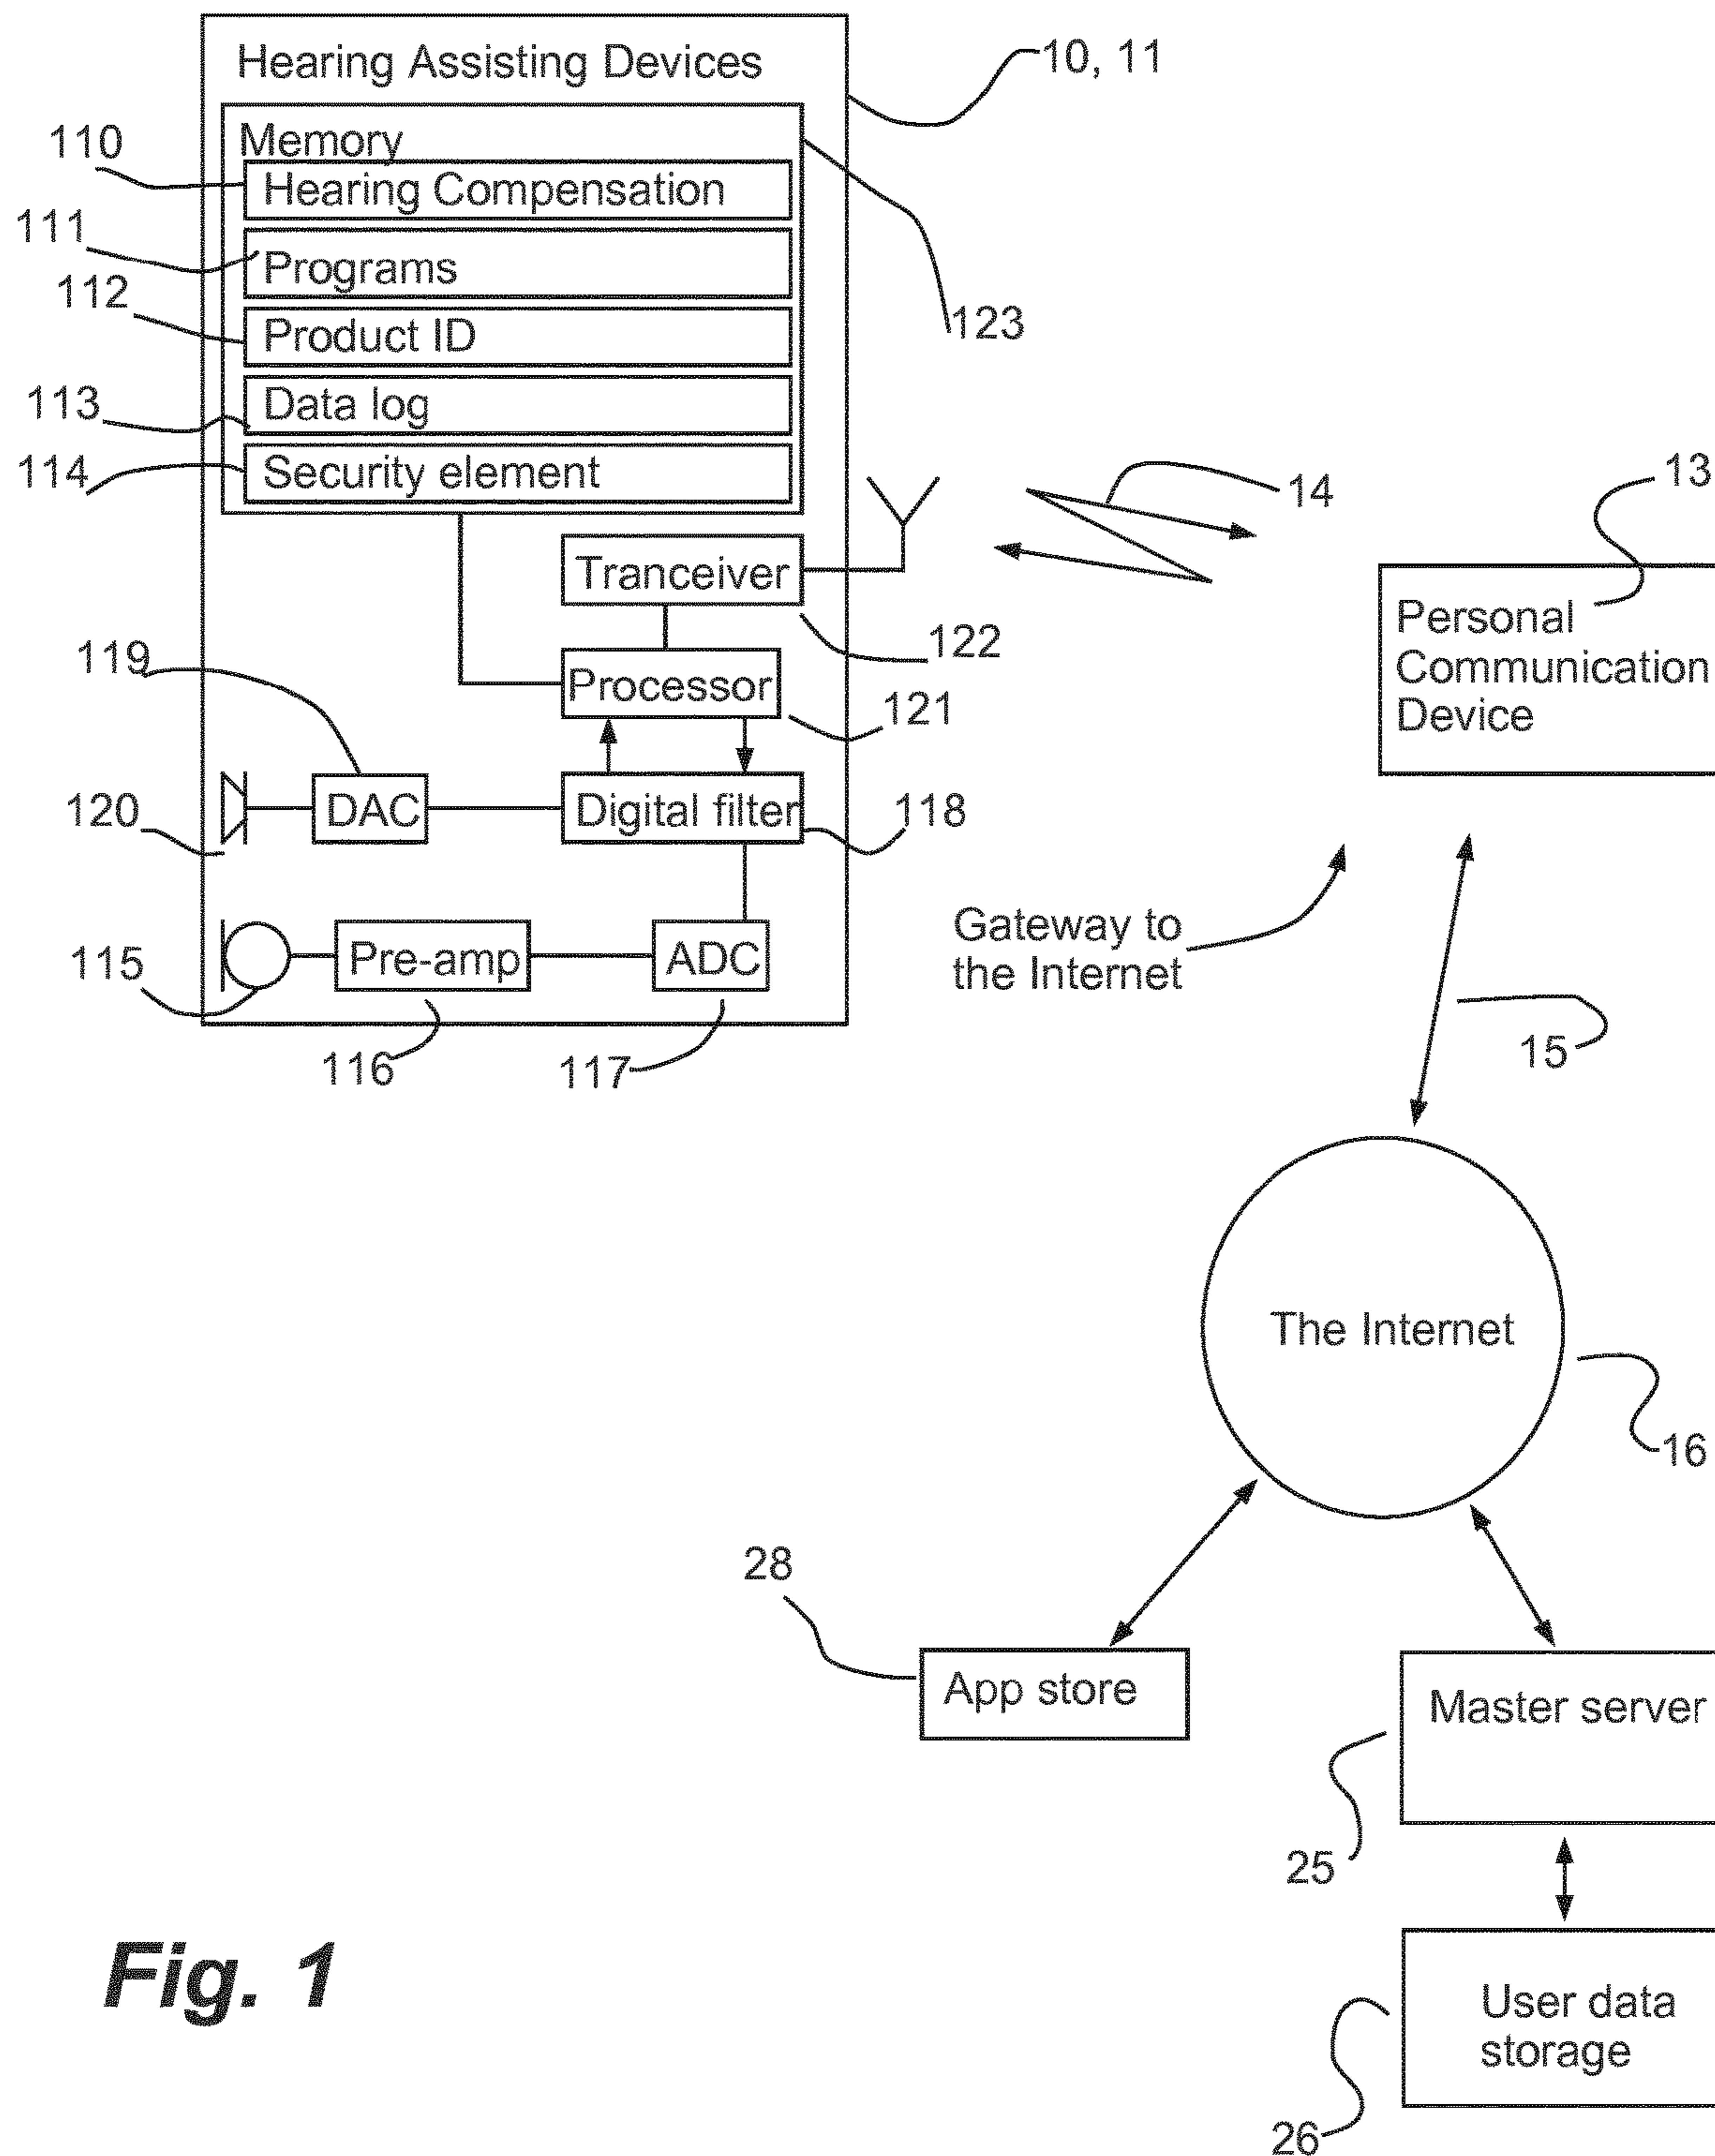 Hearing Assisting Devices
10, 11
Memory
110
Hearing Compensation
111
Programs
112
Product ID
123
113
Data log
114
Security element
14
13
Tranceiver
122
Personal
Communication
Device
119
Processor
121
120
DAC
Digital filter
118
Gateway to
the Internet
115
Pre-amp
ADC
15
116
117
The Internet
16
28
App store
Master server
25
Fig. 1
User data
storage
26